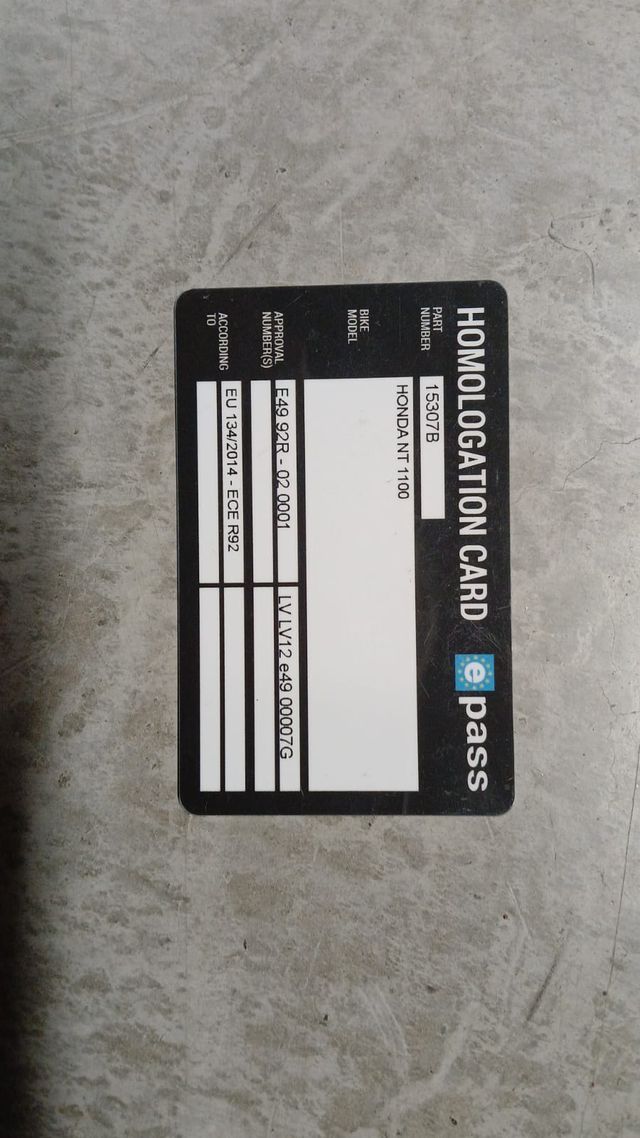 HOMOLOGATION CARD e pass
PART NUMBER 15307B
BIKE MODEL HONDA NT 1100
APPROVAL NUMBER(S) E49 92R - 02 0001 LV LV12 e49 00007G
ACCORDING TO EU 134/2014 - ECE R92